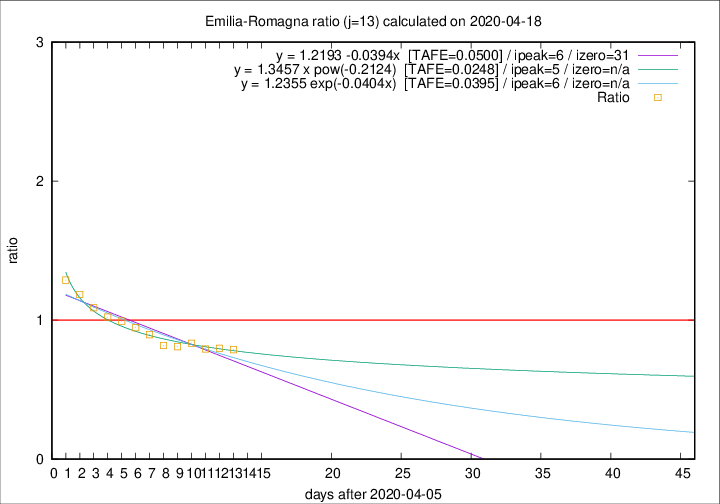 Emilia-Romagna ratio (j=13) calculated on 2020-04-18
y = 1.2193 -0.0394x [TAFE=0.0500] / ipeak=6 / izero=31
y = 1.3457 x pow(-0.2124) [TAFE=0.0248] / ipeak=5 / izero=n/a
y = 1.2355 exp(-0.0404x) [TAFE=0.0395] / ipeak=6 / izero=n/a
Ratio
3
2
1
0
ratio
0 1 2 3 4 5 6 7 8 9 10 11 12 13 14 15 20 25 30 35 40 45
days after 2020-04-05